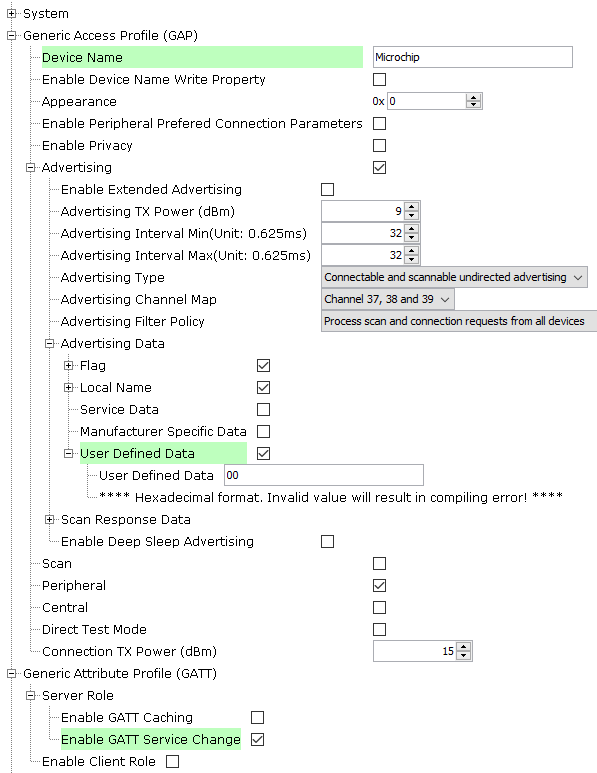 System
Generic Access Profile (GAP)
Device Name Microchip
Enable Device Name Write Property
Appearance 0x 0
Enable Peripheral Prefered Connection Parameters
Enable Privacy
Advertising
Enable Extended Advertising
Advertising TX Power (dBm) 9
Advertising Interval Min(Unit: 0.625ms) 32
Advertising Interval Max(Unit: 0.625ms) 32
Advertising Type Connectable and scannable undirected advertising
Advertising Channel Map Channel 37, 38 and 39
Advertising Filter Policy Process scan and connection requests from all devices
Advertising Data
Flag
Local Name
Service Data
Manufacturer Specific Data
User Defined Data
User Defined Data 00
**** Hexadecimal format. Invalid value will result in compiling error! ****
Scan Response Data
Enable Deep Sleep Advertising
Scan
Peripheral
Central
Direct Test Mode
Connection TX Power (dBm) 15
Generic Attribute Profile (GATT)
Server Role
Enable GATT Caching
Enable GATT Service Change
Enable Client Role